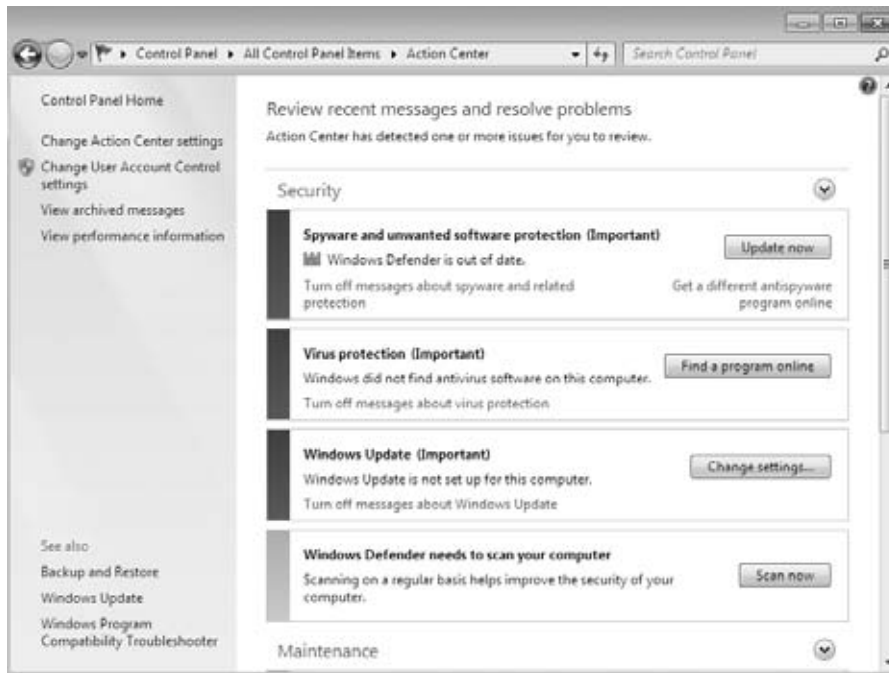 Control Panel ▸ All Control Panel Items ▸ Action Center
Search Control Panel
Control Panel Home
Change Action Center settings
Change User Account Control
settings
View archived messages
View performance information
See also
Backup and Restore
Windows Update
Windows Program
Compatibility Troubleshooter
Review recent messages and resolve problems
Action Center has detected one or more issues for you to review.
Security
Spyware and unwanted software protection (Important)
Windows Defender is out of date.
Update now
Turn off messages about spyware and related
protection
Get a different antispyware
program online
Virus protection (Important)
Windows did not find antivirus software on this computer.
Find a program online
Turn off messages about virus protection
Windows Update (Important)
Windows Update is not set up for this computer.
Change settings...
Turn off messages about Windows Update
Windows Defender needs to scan your computer
Scanning on a regular basis helps improve the security of your
computer.
Scan now
Maintenance